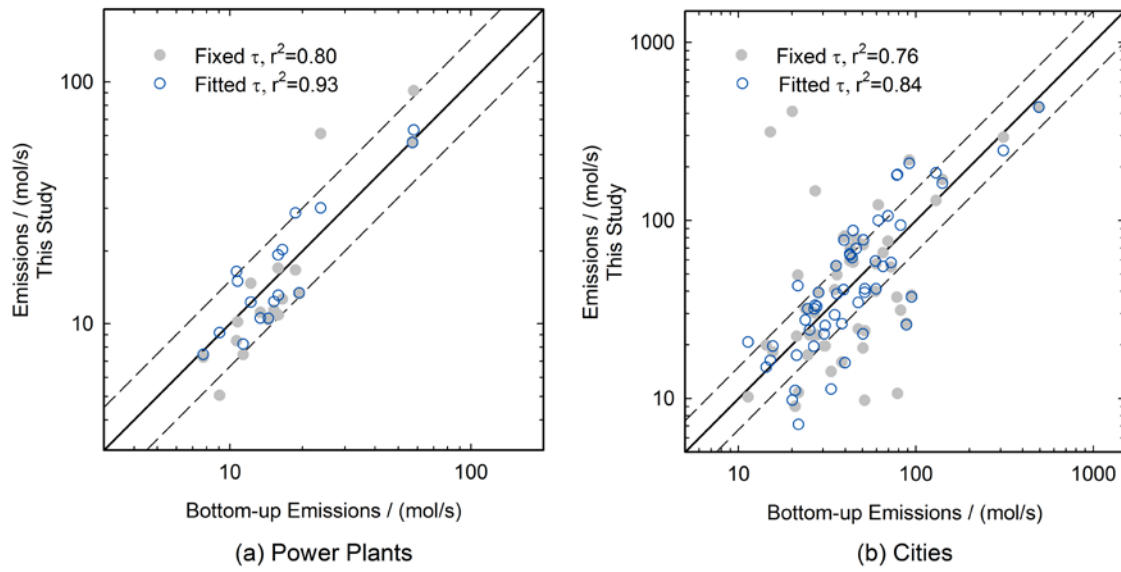 Fixed τ, r²=0.80
Fitted τ, r²=0.93
100
10
Emissions / (mol/s)
This Study
10
100
Bottom-up Emissions / (mol/s)
(a) Power Plants
Fixed τ, r²=0.76
Fitted τ, r²=0.84
1000
100
10
Emissions / (mol/s)
This Study
10
100
1000
Bottom-up Emissions / (mol/s)
(b) Cities